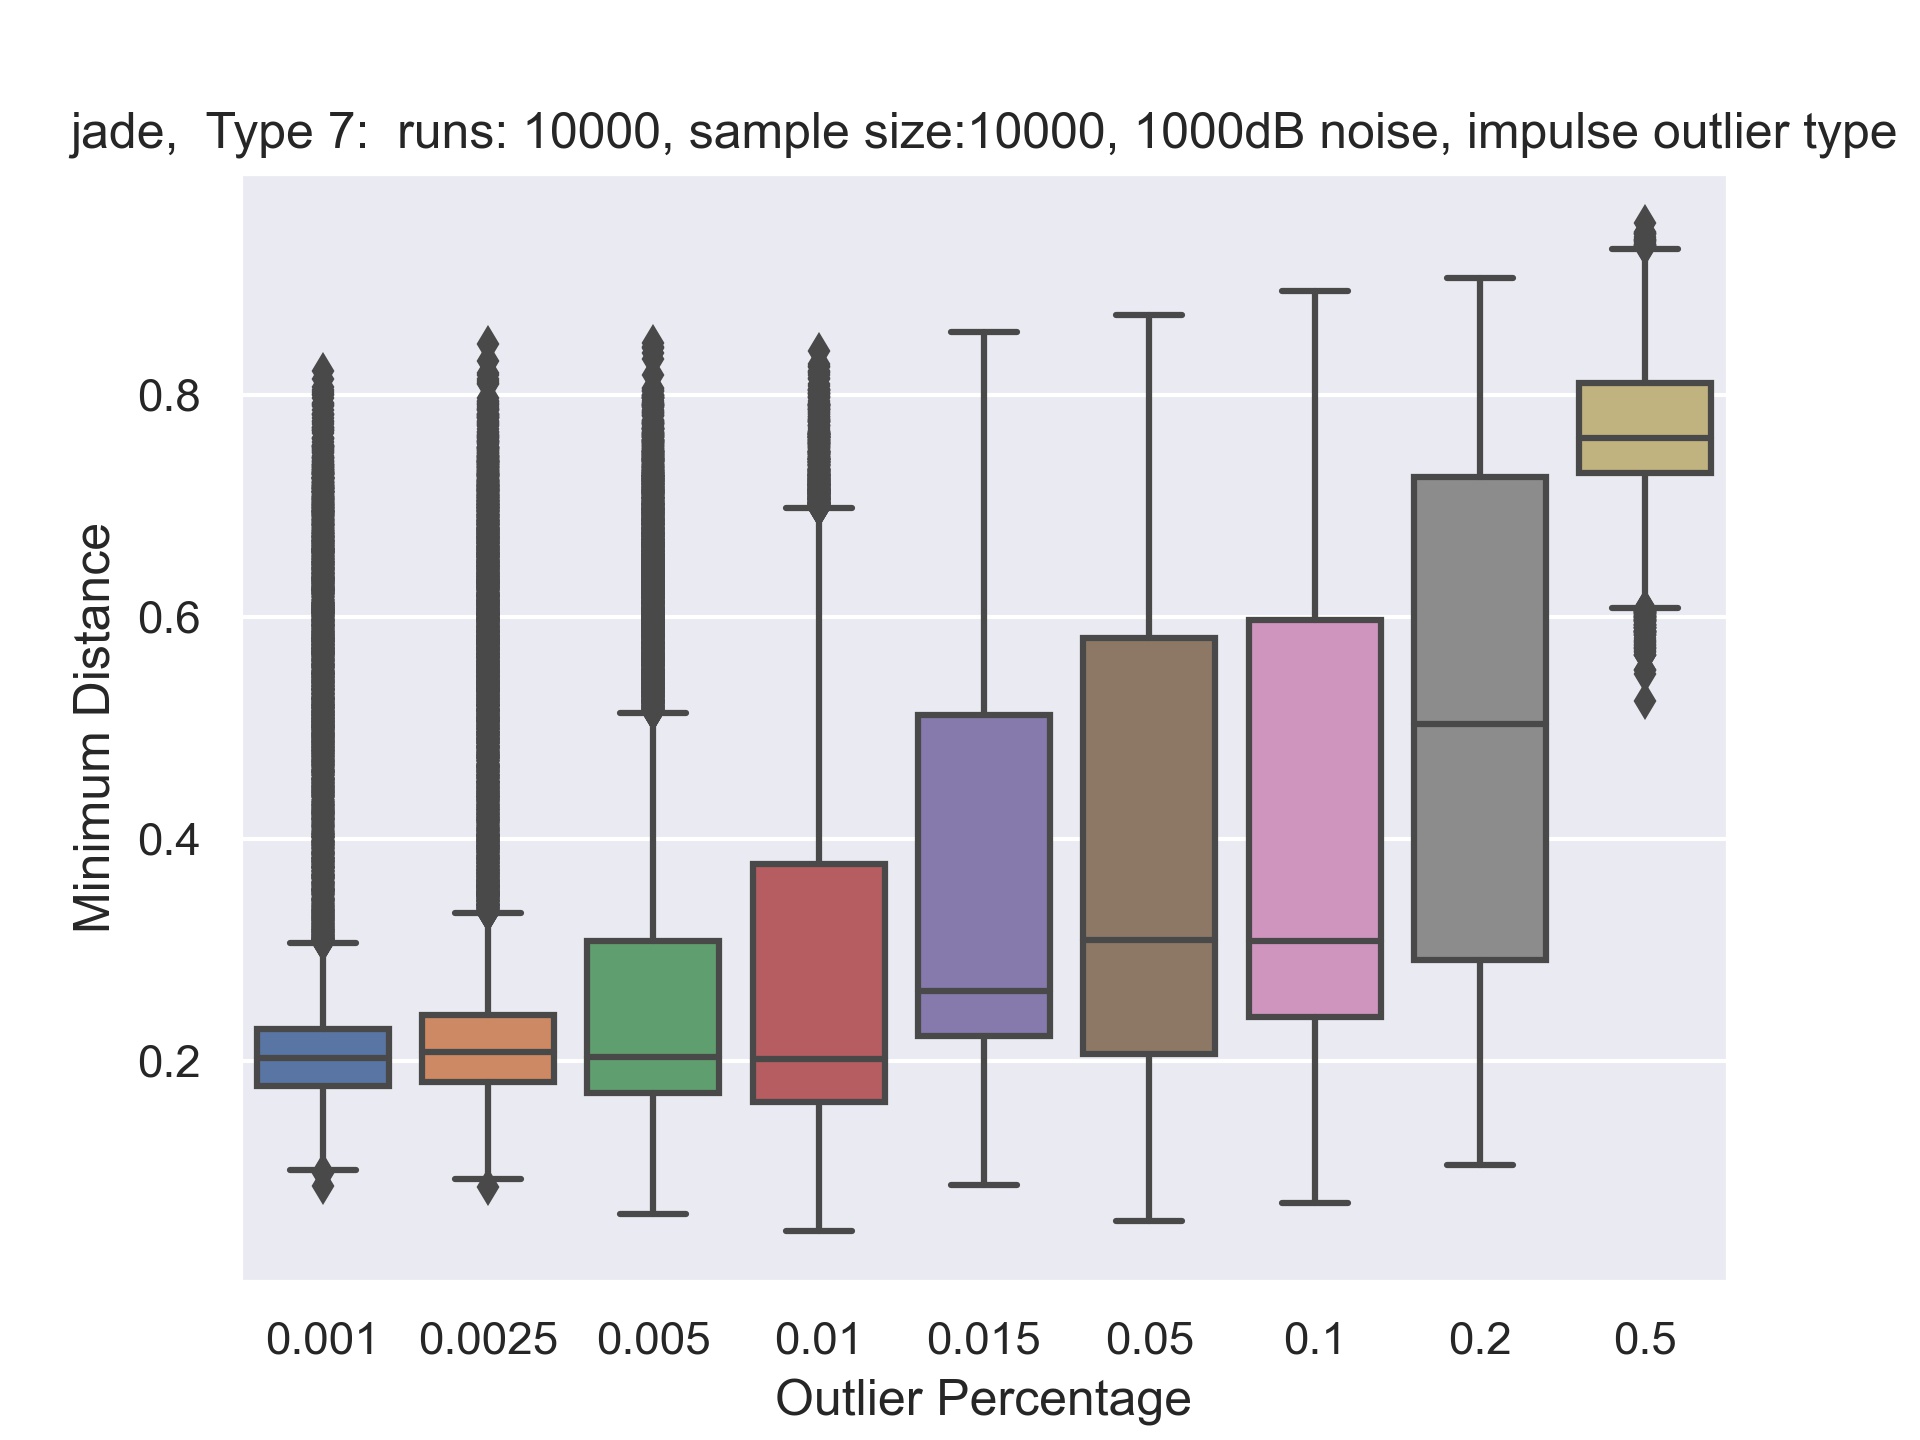 jade,  Type 7:  runs: 10000, sample size:10000, 1000dB noise, impulse outlier type
Minimum Distance
0.8
0.6
0.4
0.2
0.001 0.0025 0.005 0.01 0.015 0.05 0.1 0.2 0.5
Outlier Percentage